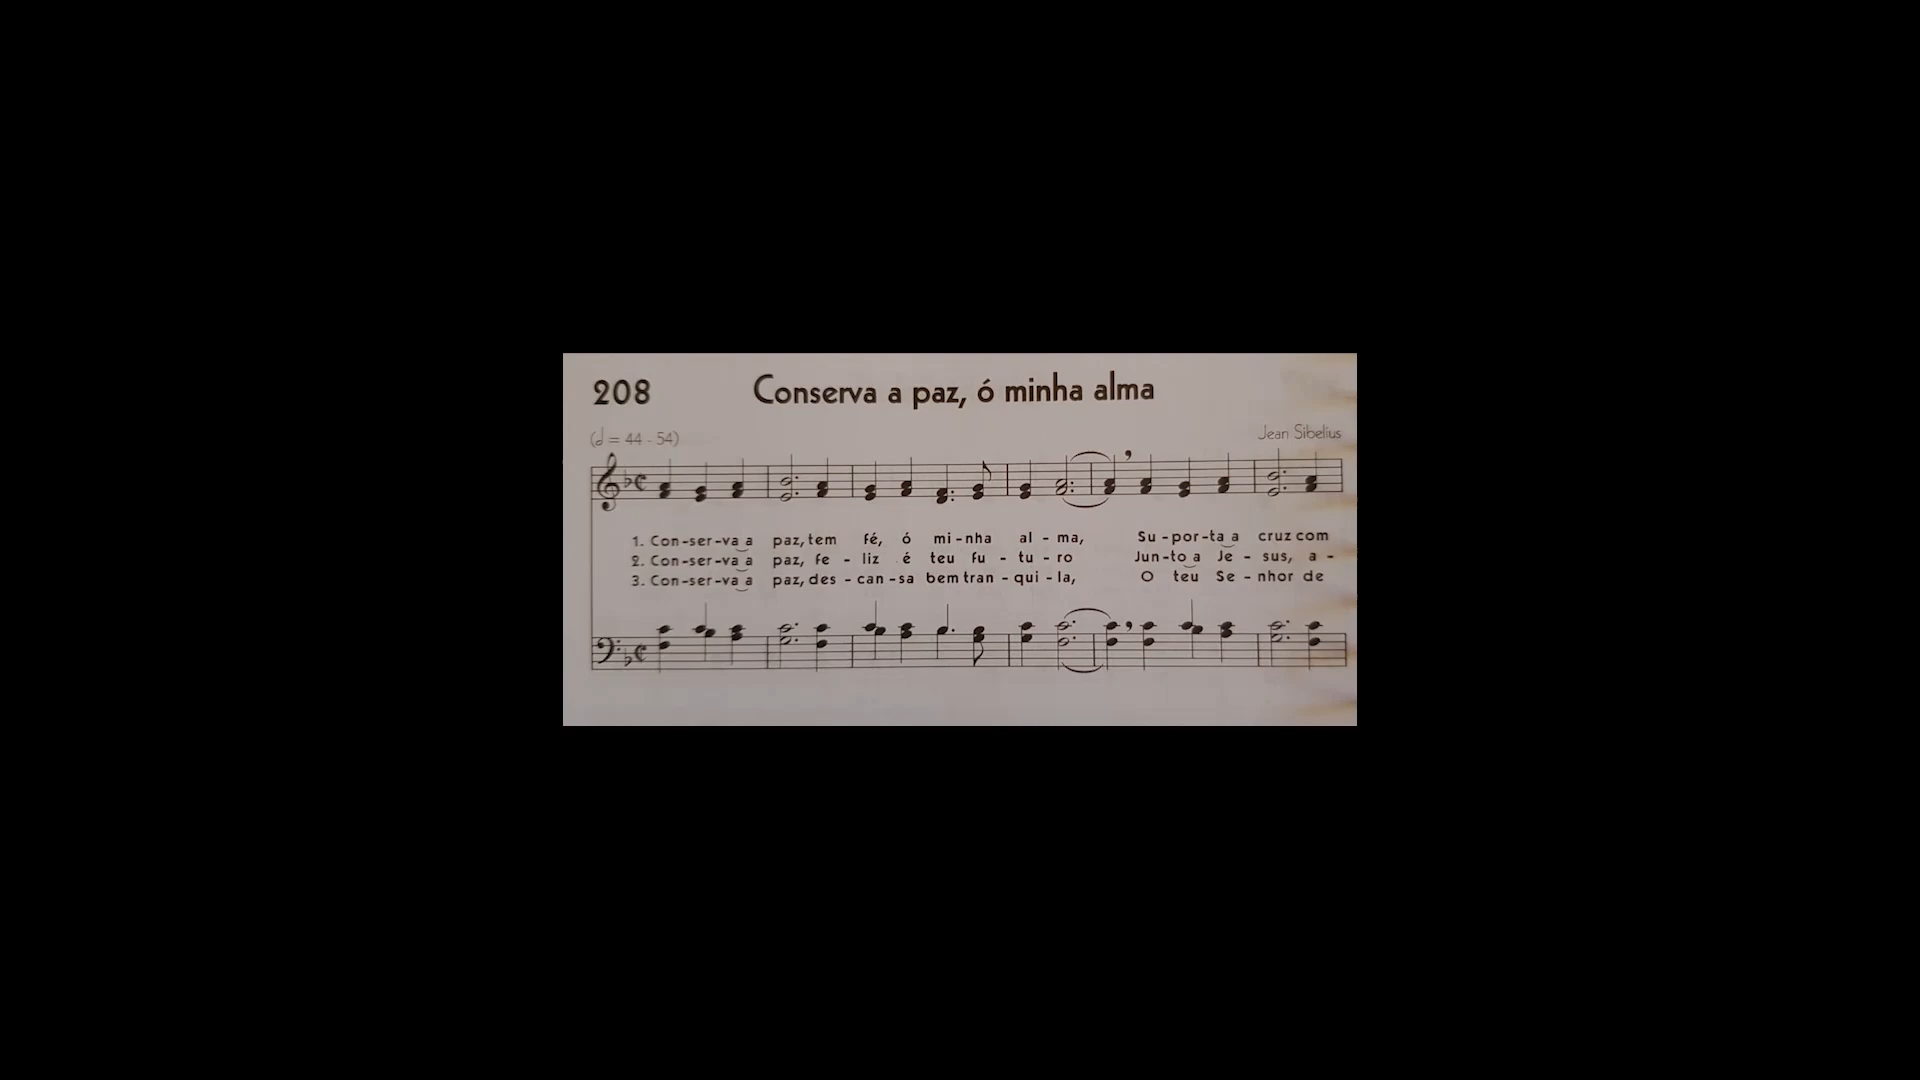 208 Conserva a paz, ó minha alma
(𝅗𝅥 = 44 - 54) Jean Sibelius
1. Con-ser-va a paz, tem fé, ó mi-nha al-ma, Su-por-ta a cruz com
2. Con-ser-va a paz, fe-liz é teu fu-tu-ro Jun-to a Je-sus, a-
3. Con-ser-va a paz, des-can-sa bem tran-qui-la, O teu Se-nhor de